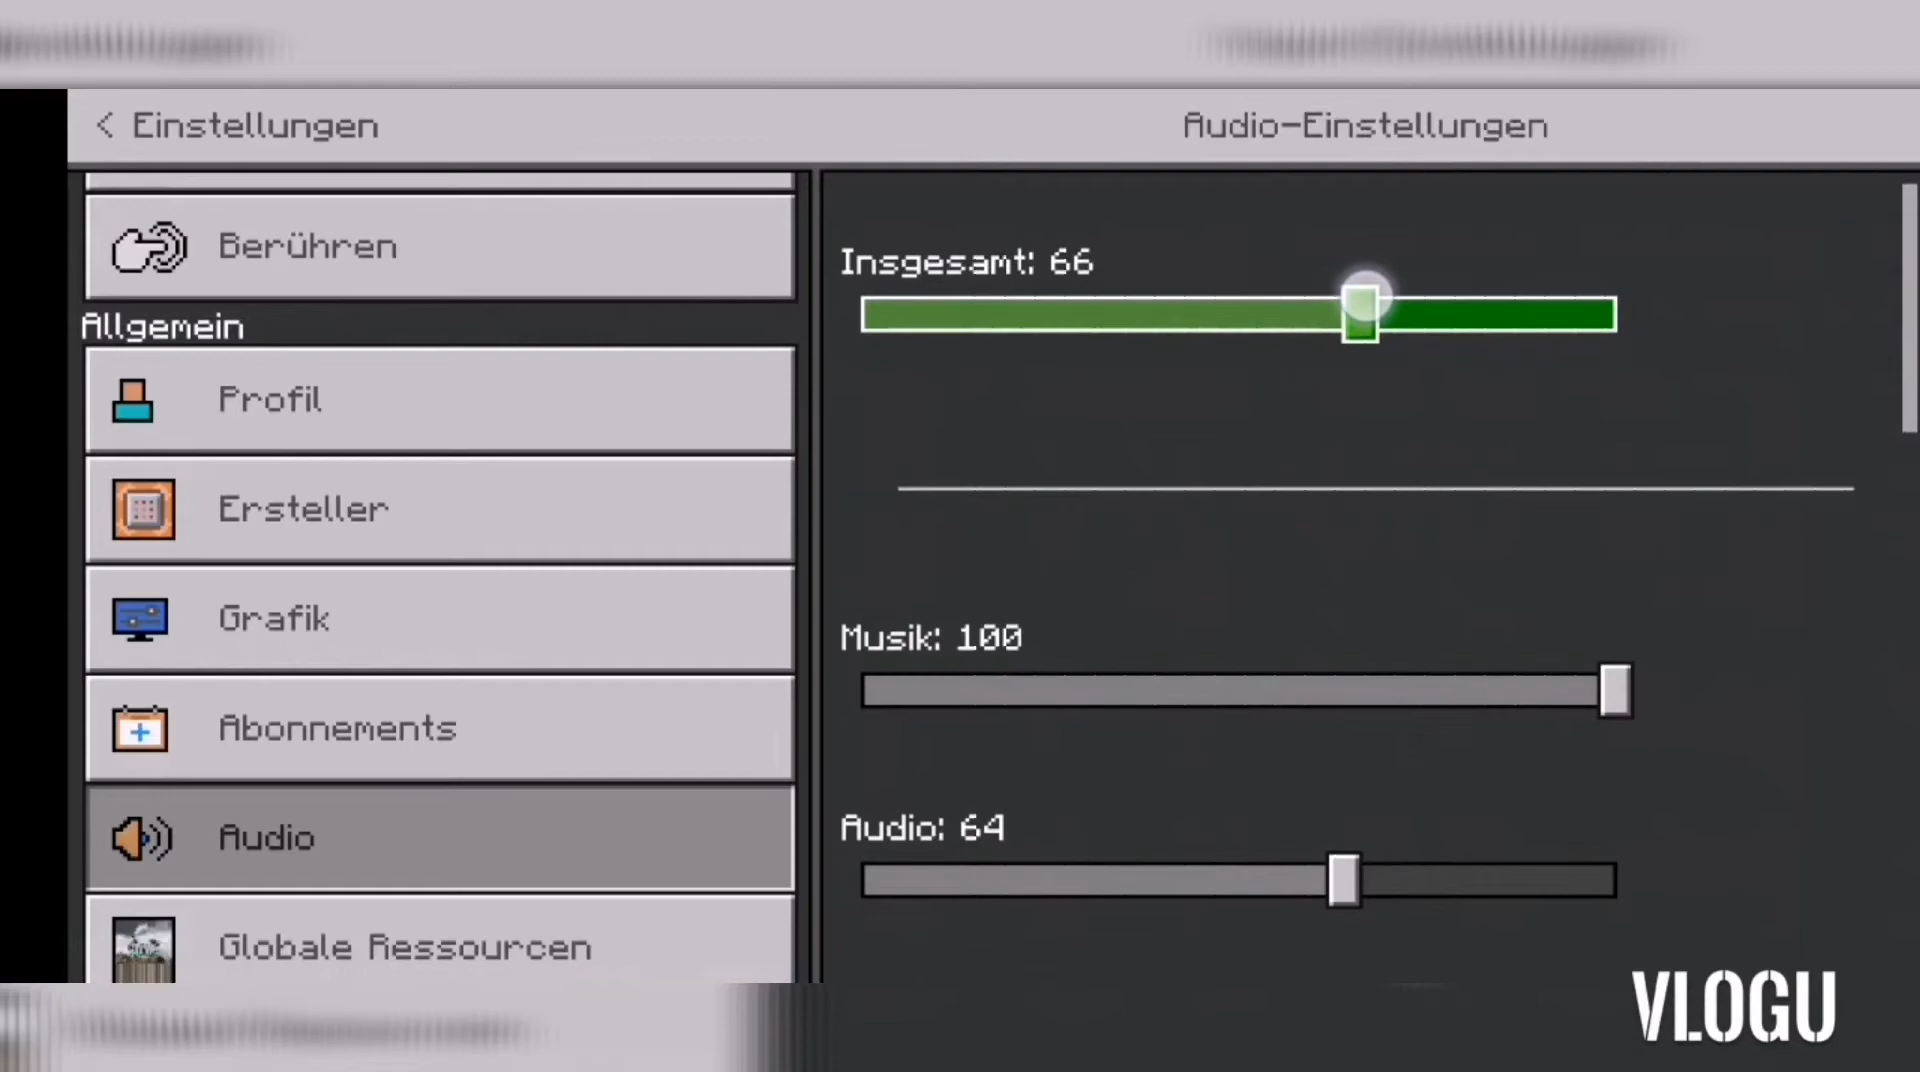 < Einstellungen
Audio-Einstellungen
Berühren
Allgemein
Profil
Ersteller
Grafik
Abonnements
Audio
Globale Ressourcen
Insgesamt: 66
Musik: 100
Audio: 64
VLOGU